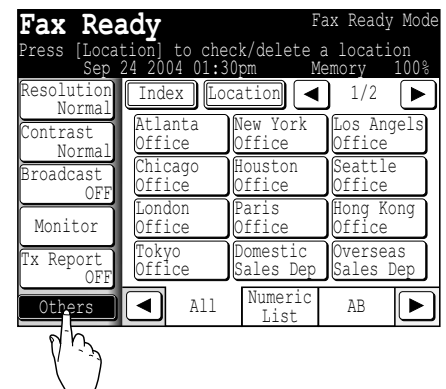 Fax Ready
Fax Ready Mode
Press [Location] to check/delete a location
Sep 24 2004 01:30pm Memory 100%
Resolution
Normal
Contrast
Normal
Broadcast
OFF
Monitor
Tx Report
OFF
Others
Index
Location
1/2
Atlanta
Office
New York
Office
Los Angels
Office
Chicago
Office
Houston
Office
Seattle
Office
London
Office
Paris
Office
Hong Kong
Office
Tokyo
Office
Domestic
Sales Dep
Overseas
Sales Dep
All
Numeric
List
AB